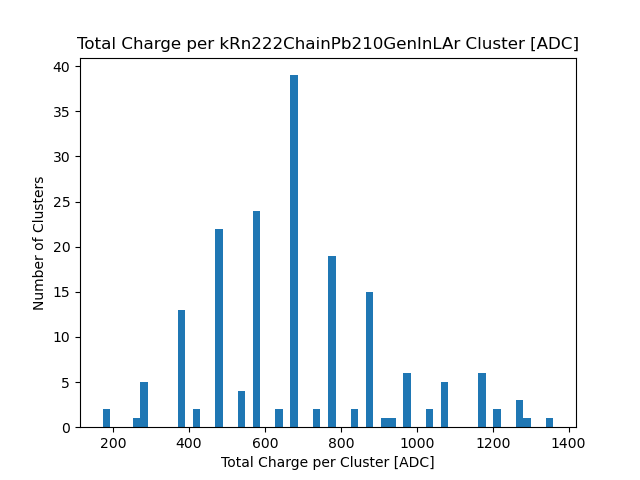 Total Charge per kRn222ChainPb210GenInLAr Cluster [ADC]
40
35
30
25
20
15
10
5
0
Number of Clusters
200 400 600 800 1000 1200 1400
Total Charge per Cluster [ADC]